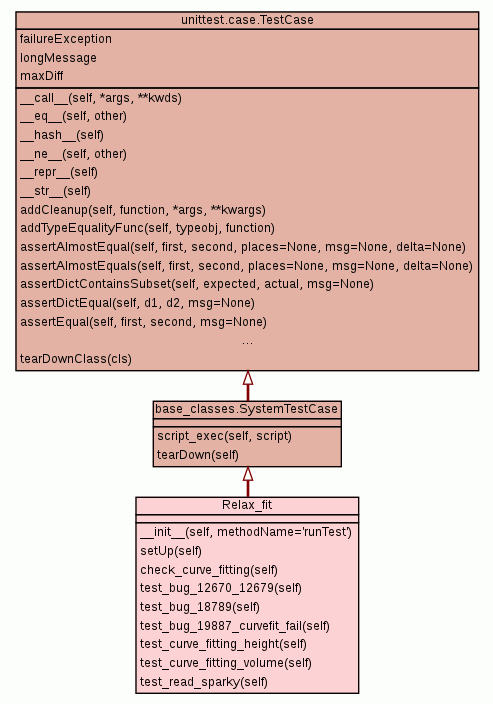 unittest.case.TestCase
failureException
longMessage
maxDiff
__call__(self, *args, **kwds)
__eq__(self, other)
__hash__(self)
__ne__(self, other)
__repr__(self)
__str__(self)
addCleanup(self, function, *args, **kwargs)
addTypeEqualityFunc(self, typeobj, function)
assertAlmostEqual(self, first, second, places=None, msg=None, delta=None)
assertAlmostEquals(self, first, second, places=None, msg=None, delta=None)
assertDictContainsSubset(self, expected, actual, msg=None)
assertDictEqual(self, d1, d2, msg=None)
assertEqual(self, first, second, msg=None)
...
tearDownClass(cls)
base_classes.SystemTestCase
script_exec(self, script)
tearDown(self)
Relax_fit
__init__(self, methodName='runTest')
setUp(self)
check_curve_fitting(self)
test_bug_12670_12679(self)
test_bug_18789(self)
test_bug_19887_curvefit_fail(self)
test_curve_fitting_height(self)
test_curve_fitting_volume(self)
test_read_sparky(self)